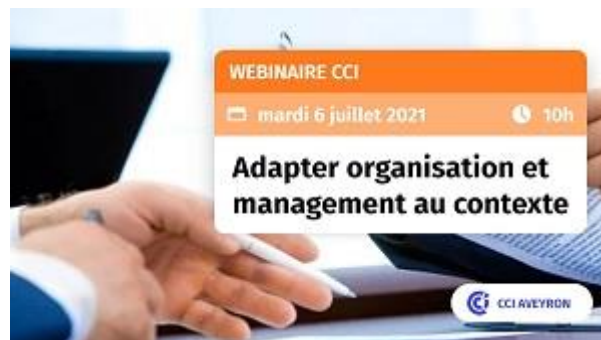 WEBINAIRE CCI
mardi 6 juillet 2021
10h
Adapter organisation et
management au contexte
CCI AVEYRON